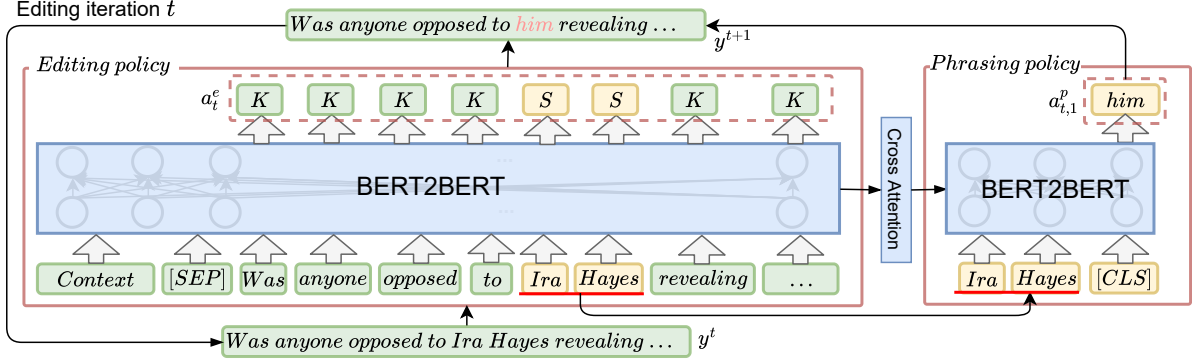 Editing iteration t
Was anyone opposed to him revealing ...
y^{t+1}
Editing policy
Phrasing policy
a_t^e
K K K K S S K K
a_{t,1}^p
him
BERT2BERT
...
...
Cross Attention
BERT2BERT
Context [SEP] Was anyone opposed to Ira Hayes revealing ...
Ira Hayes [CLS]
Was anyone opposed to Ira Hayes revealing ...
y^t